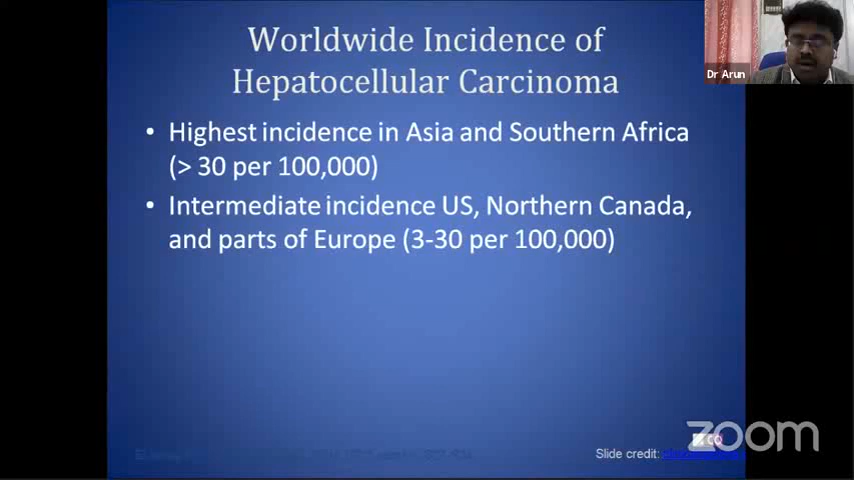 Worldwide Incidence of
Hepatocellular Carcinoma
• Highest incidence in Asia and Southern Africa
(> 30 per 100,000)
• Intermediate incidence US, Northern Canada,
and parts of Europe (3-30 per 100,000)
Dr Arun
zoom
Slide credit: